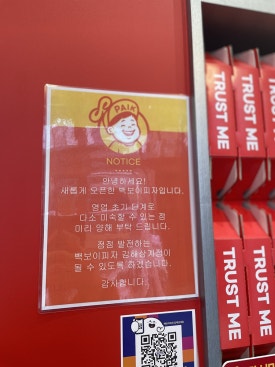 PAIK
NOTICE
안녕하세요!
새롭게 오픈한 백보이피자입니다.
영업 초기 단계로
다소 미숙할 수 있는 점
미리 양해 부탁 드립니다.
점점 발전하는
백보이피자 김해삼계점이
될 수 있도록 하겠습니다.
감사합니다.
TRUST ME
TRUST ME
TRUST ME
TRUST ME
TRUST ME